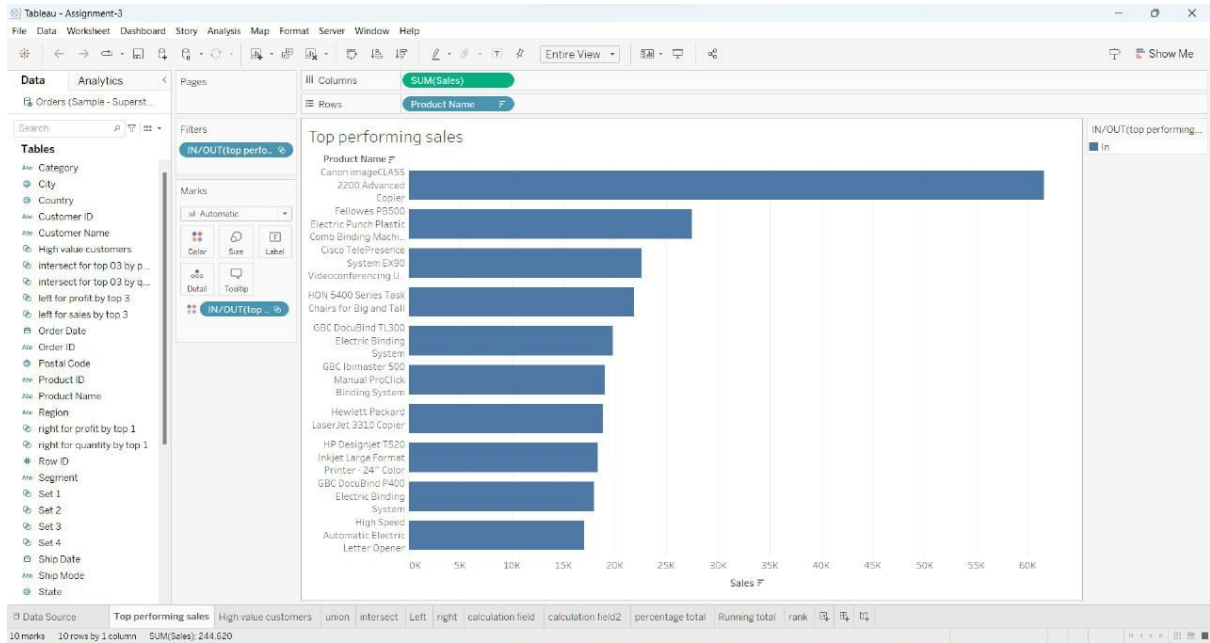 Tableau - Assignment-3
File Data Worksheet Dashboard Story Analysis Map Format Server Window Help
Entire View
Show Me
Data Analytics
Orders (Sample - Superst...
Search
Tables
Category
City
Country
Customer ID
Customer Name
High value customers
intersect for top 03 by p...
intersect for top 03 by q...
left for profit by top 3
left for sales by top 3
Order Date
Order ID
Postal Code
Product ID
Product Name
Region
right for profit by top 1
right for quantity by top 1
Row ID
Segment
Set 1
Set 2
Set 3
Set 4
Ship Date
Ship Mode
State
Pages
Filters
IN/OUT(top perfo..
Marks
Automatic
Color Size Label
Detail Tooltip
IN/OUT(top ..
Columns SUM(Sales)
Rows Product Name
Top performing sales
Product Name
Canon imageCLASS
2200 Advanced
Copier
Fellowes PB500
Electric Punch Plastic
Comb Binding Machi..
Cisco TelePresence
System EX90
Videoconferencing U..
HON 5400 Series Task
Chairs for Big and Tall
GBC DocuBind TL300
Electric Binding
System
GBC Ibimaster 500
Manual ProClick
Binding System
Hewlett Packard
LaserJet 3310 Copier
HP Designjet T520
Inkjet Large Format
Printer - 24" Color
GBC DocuBind P400
Electric Binding
System
High Speed
Automatic Electric
Letter Opener
0K 5K 10K 15K 20K 25K 30K 35K 40K 45K 50K 55K 60K
Sales
IN/OUT(top performing...
In
Data Source Top performing sales High value customers union intersect Left right calculation field calculation field2 percentage total Running total rank
10 marks 10 rows by 1 column SUM(Sales): 244,620